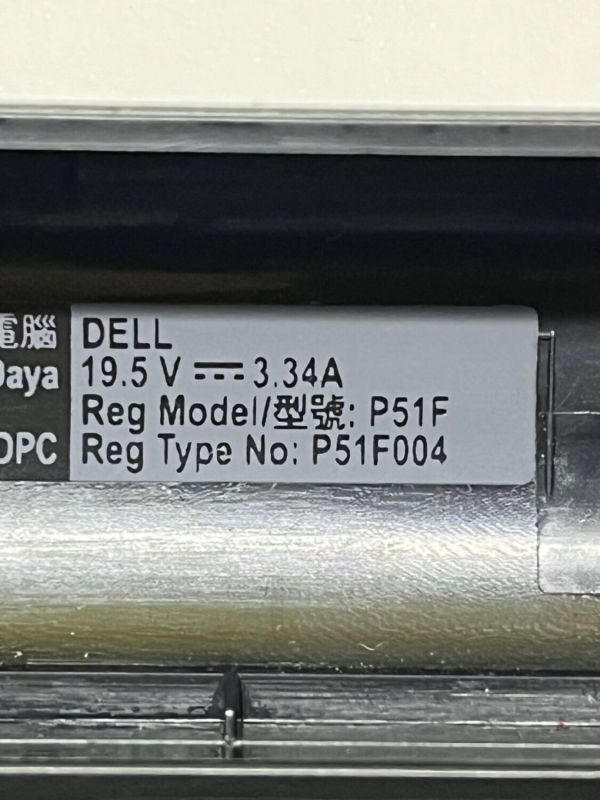 電腦
DELL
Daya
19.5 V ⎓ 3.34A
Reg Model/型號: P51F
DPC
Reg Type No: P51F004